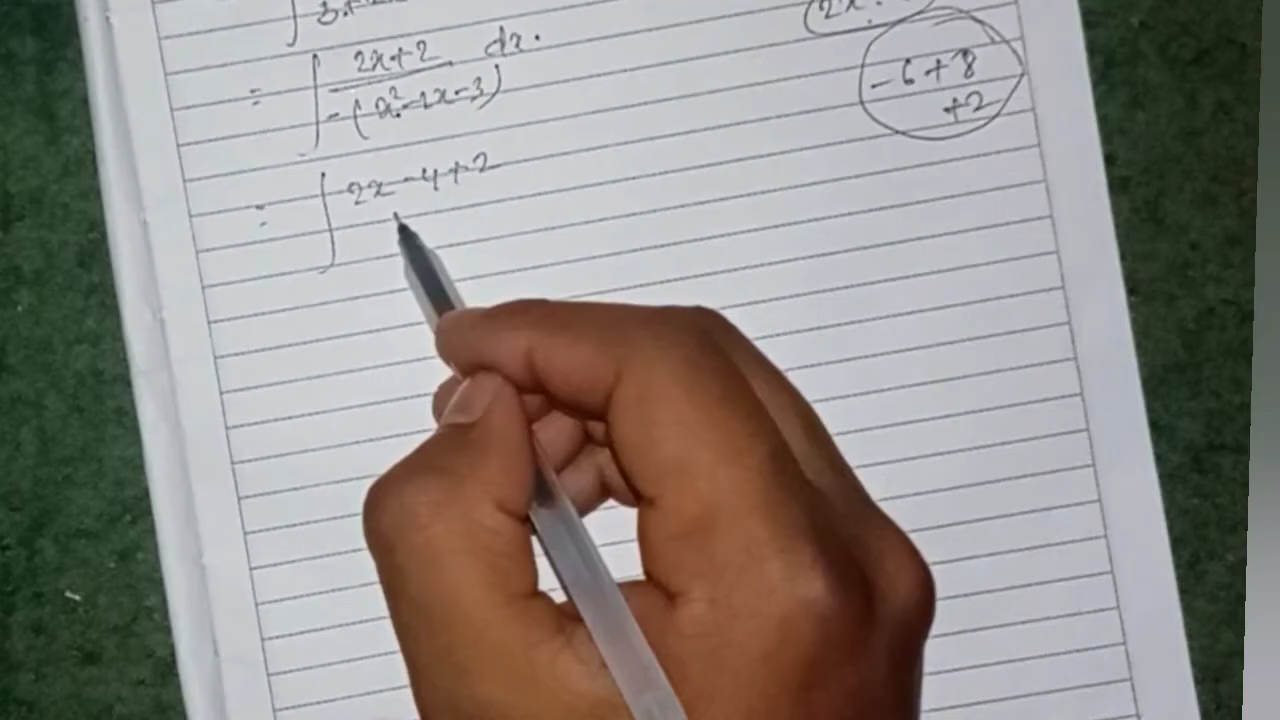 2x+2 dx.
= ∫ ―――――
-(x²-2x-3)
= ∫ 2x-4+2
-6+8
+2